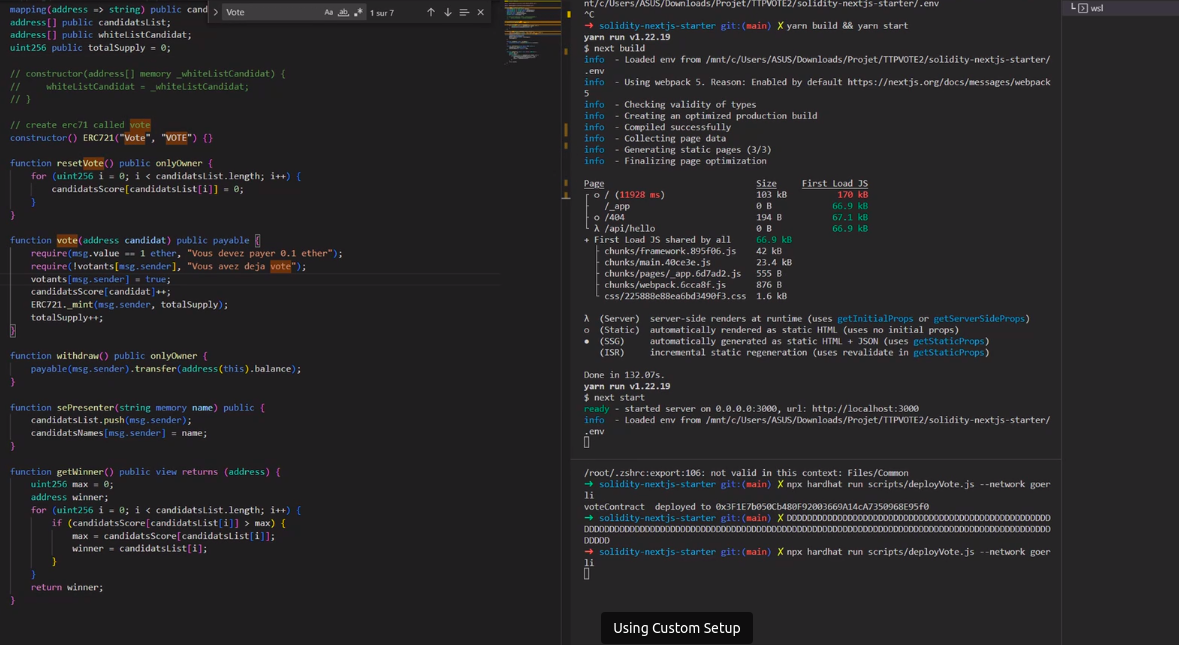 mapping(address => string) public cand
address[] public candidatsList;
address[] public whiteListCandidat;
uint256 public totalSupply = 0;
// constructor(address[] memory _whiteListCandidat) {
//     whiteListCandidat = _whiteListCandidat;
// }
// create erc71 called vote
constructor() ERC721("Vote", "VOTE") {}
function resetVote() public onlyOwner {
for (uint256 i = 0; i < candidatsList.length; i++) {
candidatsScore[candidatsList[i]] = 0;
}
}
function vote(address candidat) public payable {
require(msg.value == 1 ether, "Vous devez payer 0.1 ether");
require(!votants[msg.sender], "Vous avez deja vote");
votants[msg.sender] = true;
candidatsScore[candidat]++;
ERC721._mint(msg.sender, totalSupply);
totalSupply++;
}
function withdraw() public onlyOwner {
payable(msg.sender).transfer(address(this).balance);
}
function sePresenter(string memory name) public {
candidatsList.push(msg.sender);
candidatsNames[msg.sender] = name;
}
function getWinner() public view returns (address) {
uint256 max = 0;
address winner;
for (uint256 i = 0; i < candidatsList.length; i++) {
if (candidatsScore[candidatsList[i]] > max) {
max = candidatsScore[candidatsList[i]];
winner = candidatsList[i];
}
}
return winner;
}
> Vote Aa ab .* 1 sur 7
nt/c/Users/ASUS/Downloads/Projet/TTPVOTE2/solidity-nextjs-starter/.env
^C
→ solidity-nextjs-starter git:(main) ✗ yarn build && yarn start
yarn run v1.22.19
$ next build
info  - Loaded env from /mnt/c/Users/ASUS/Downloads/Projet/TTPVOTE2/solidity-nextjs-starter/
.env
info  - Using webpack 5. Reason: Enabled by default https://nextjs.org/docs/messages/webpack
5
info  - Checking validity of types
info  - Creating an optimized production build
info  - Compiled successfully
info  - Collecting page data
info  - Generating static pages (3/3)
info  - Finalizing page optimization
Page Size First Load JS
┌ ○ / (11928 ms) 103 kB 170 kB
├   /_app 0 B 66.9 kB
├ ○ /404 194 B 67.1 kB
└ λ /api/hello 0 B 66.9 kB
+ First Load JS shared by all 66.9 kB
├ chunks/framework.895f06.js 42 kB
├ chunks/main.40ce3e.js 23.4 kB
├ chunks/pages/_app.6d7ad2.js 555 B
├ chunks/webpack.6cca8f.js 876 B
└ css/225888e88ea6bd3490f3.css 1.6 kB
λ  (Server)  server-side renders at runtime (uses getInitialProps or getServerSideProps)
○  (Static)  automatically rendered as static HTML (uses no initial props)
●  (SSG)     automatically generated as static HTML + JSON (uses getStaticProps)
(ISR)     incremental static regeneration (uses revalidate in getStaticProps)
Done in 132.07s.
yarn run v1.22.19
$ next start
ready - started server on 0.0.0.0:3000, url: http://localhost:3000
info  - Loaded env from /mnt/c/Users/ASUS/Downloads/Projet/TTPVOTE2/solidity-nextjs-starter/
.env
/root/.zshrc:export:106: not valid in this context: Files/Common
→ solidity-nextjs-starter git:(main) ✗ npx hardhat run scripts/deployVote.js --network goer
li
voteContract  deployed to 0x3F1E7b050Cb480F92003669A14cA7350968E95f0
→ solidity-nextjs-starter git:(main) ✗ DDDDDDDDDDDDDDDDDDDDDDDDDDDDDDDDDDDDDDDDDDDDDDDDDDDD
DDDDDDDDDDDDDDDDDDDDDDDDDDDDDDDDDDDDDDDDDDDDDDDDDDDDDDDDDDDDDDDDDDDDDDDDDDDDDDDDDDDDDDDDDDD
DDDDD
→ solidity-nextjs-starter git:(main) ✗ npx hardhat run scripts/deployVote.js --network goer
li
wsl
Using Custom Setup